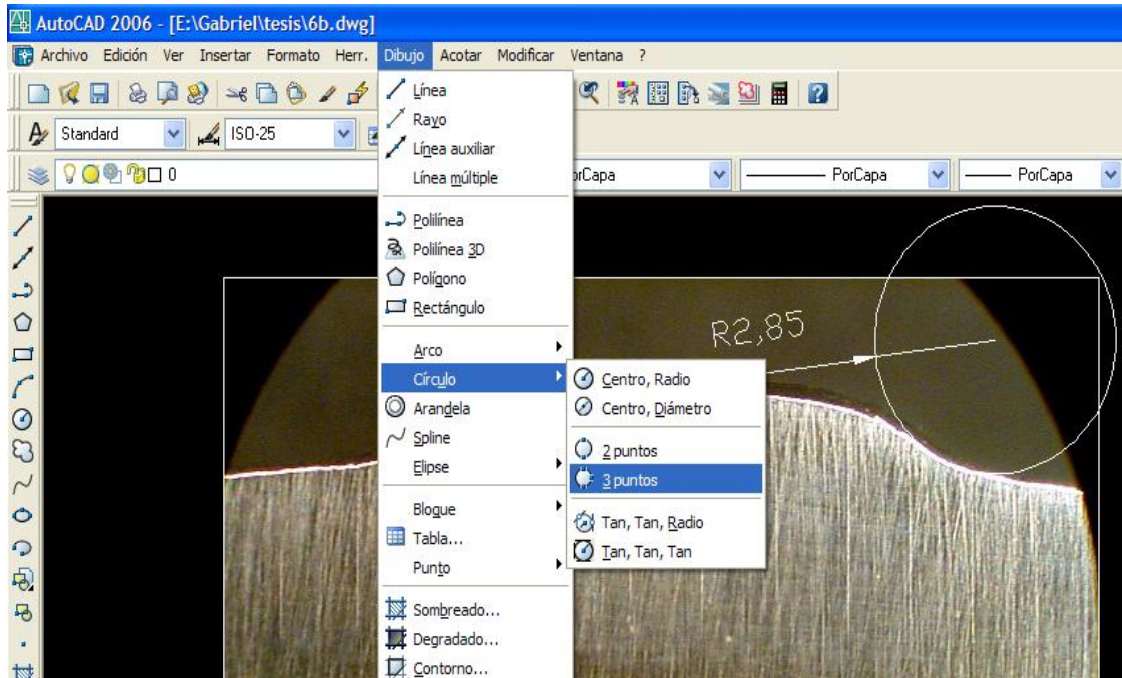 AutoCAD 2006 - [E:\Gabriel\tesis\6b.dwg]
Archivo Edición Ver Insertar Formato Herr. Dibujo Acotar Modificar Ventana ?
Standard ISO-25
0 PorCapa PorCapa
Línea
Rayo
Línea auxiliar
Línea múltiple
Polilínea
Polilínea 3D
Polígono
Rectángulo
Arco
Círculo
Arandela
Spline
Elipse
Bloque
Tabla...
Punto
Sombreado...
Degradado...
Contorno...
Centro, Radio
Centro, Diámetro
2 puntos
3 puntos
Tan, Tan, Radio
Tan, Tan, Tan
R2,85